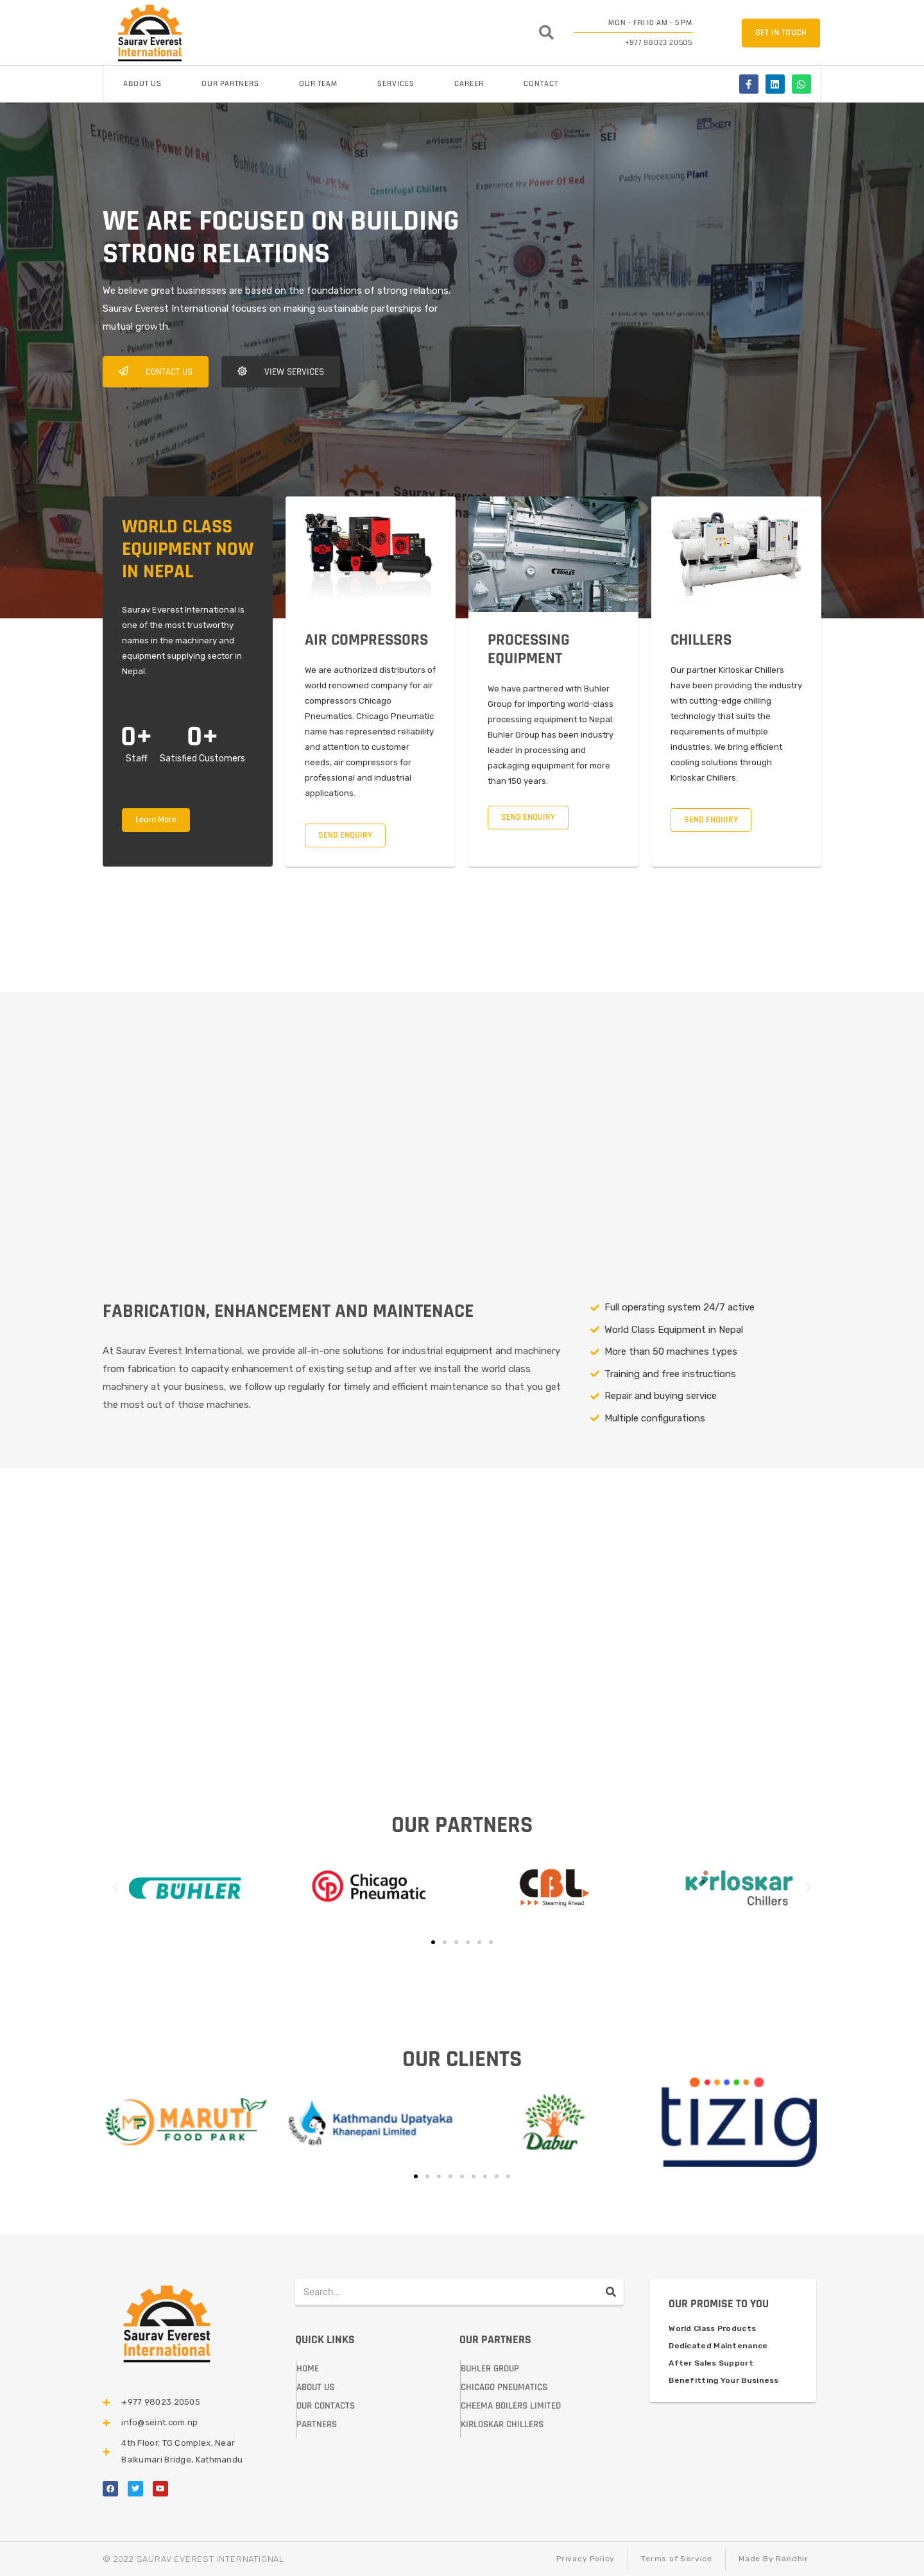 Saurav Everest
International
MON - FRI 10 AM - 5 PM
+977 98023 20505
GET IN TOUCH
ABOUT US
OUR PARTNERS
OUR TEAM
SERVICES
CAREER
CONTACT
WE ARE FOCUSED ON BUILDING
STRONG RELATIONS
We believe great businesses are based on the foundations of strong relations.
Saurav Everest International focuses on making sustainable parterships for
mutual growth.
CONTACT US
VIEW SERVICES
WORLD CLASS
EQUIPMENT NOW
IN NEPAL
Saurav Everest International is
one of the most trustworthy
names in the machinery and
equipment supplying sector in
Nepal.
0+
Staff
0+
Satisfied Customers
Learn More
AIR COMPRESSORS
We are authorized distributors of
world renowned company for air
compressors Chicago
Pneumatics. Chicago Pneumatic
name has represented reliability
and attention to customer
needs, air compressors for
professional and industrial
applications.
SEND ENQUIRY
BÜHLER
PROCESSING
EQUIPMENT
We have partnered with Buhler
Group for importing world-class
processing equipment to Nepal.
Buhler Group has been industry
leader in processing and
packaging equipment for more
than 150 years.
SEND ENQUIRY
CHILLERS
Our partner Kirloskar Chillers
have been providing the industry
with cutting-edge chilling
technology that suits the
requirements of multiple
industries. We bring efficient
cooling solutions through
Kirloskar Chillers.
SEND ENQUIRY
FABRICATION, ENHANCEMENT AND MAINTENACE
At Saurav Everest International, we provide all-in-one solutions for industrial equipment and machinery
from fabrication to capacity enhancement of existing setup and after we install the world class
machinery at your business, we follow up regularly for timely and efficient maintenance so that you get
the most out of those machines.
Full operating system 24/7 active
World Class Equipment in Nepal
More than 50 machines types
Training and free instructions
Repair and buying service
Multiple configurations
OUR PARTNERS
BÜHLER
Chicago
Pneumatic
CBL
Steaming Ahead
kirloskar
Chillers
OUR CLIENTS
MARUTI
FOOD PARK
Kathmandu Upatyaka
Khanepani Limited
Dabur
tizig
Saurav Everest
International
+977 98023 20505
info@seint.com.np
4th Floor, TG Complex, Near
Balkumari Bridge, Kathmandu
Search...
QUICK LINKS
HOME
ABOUT US
OUR CONTACTS
PARTNERS
OUR PARTNERS
BUHLER GROUP
CHICAGO PNEUMATICS
CHEEMA BOILERS LIMITED
KIRLOSKAR CHILLERS
OUR PROMISE TO YOU
World Class Products
Dedicated Maintenance
After Sales Support
Benefitting Your Business
© 2022 SAURAV EVEREST INTERNATIONAL
Privacy Policy
Terms of Service
Made By Randhir